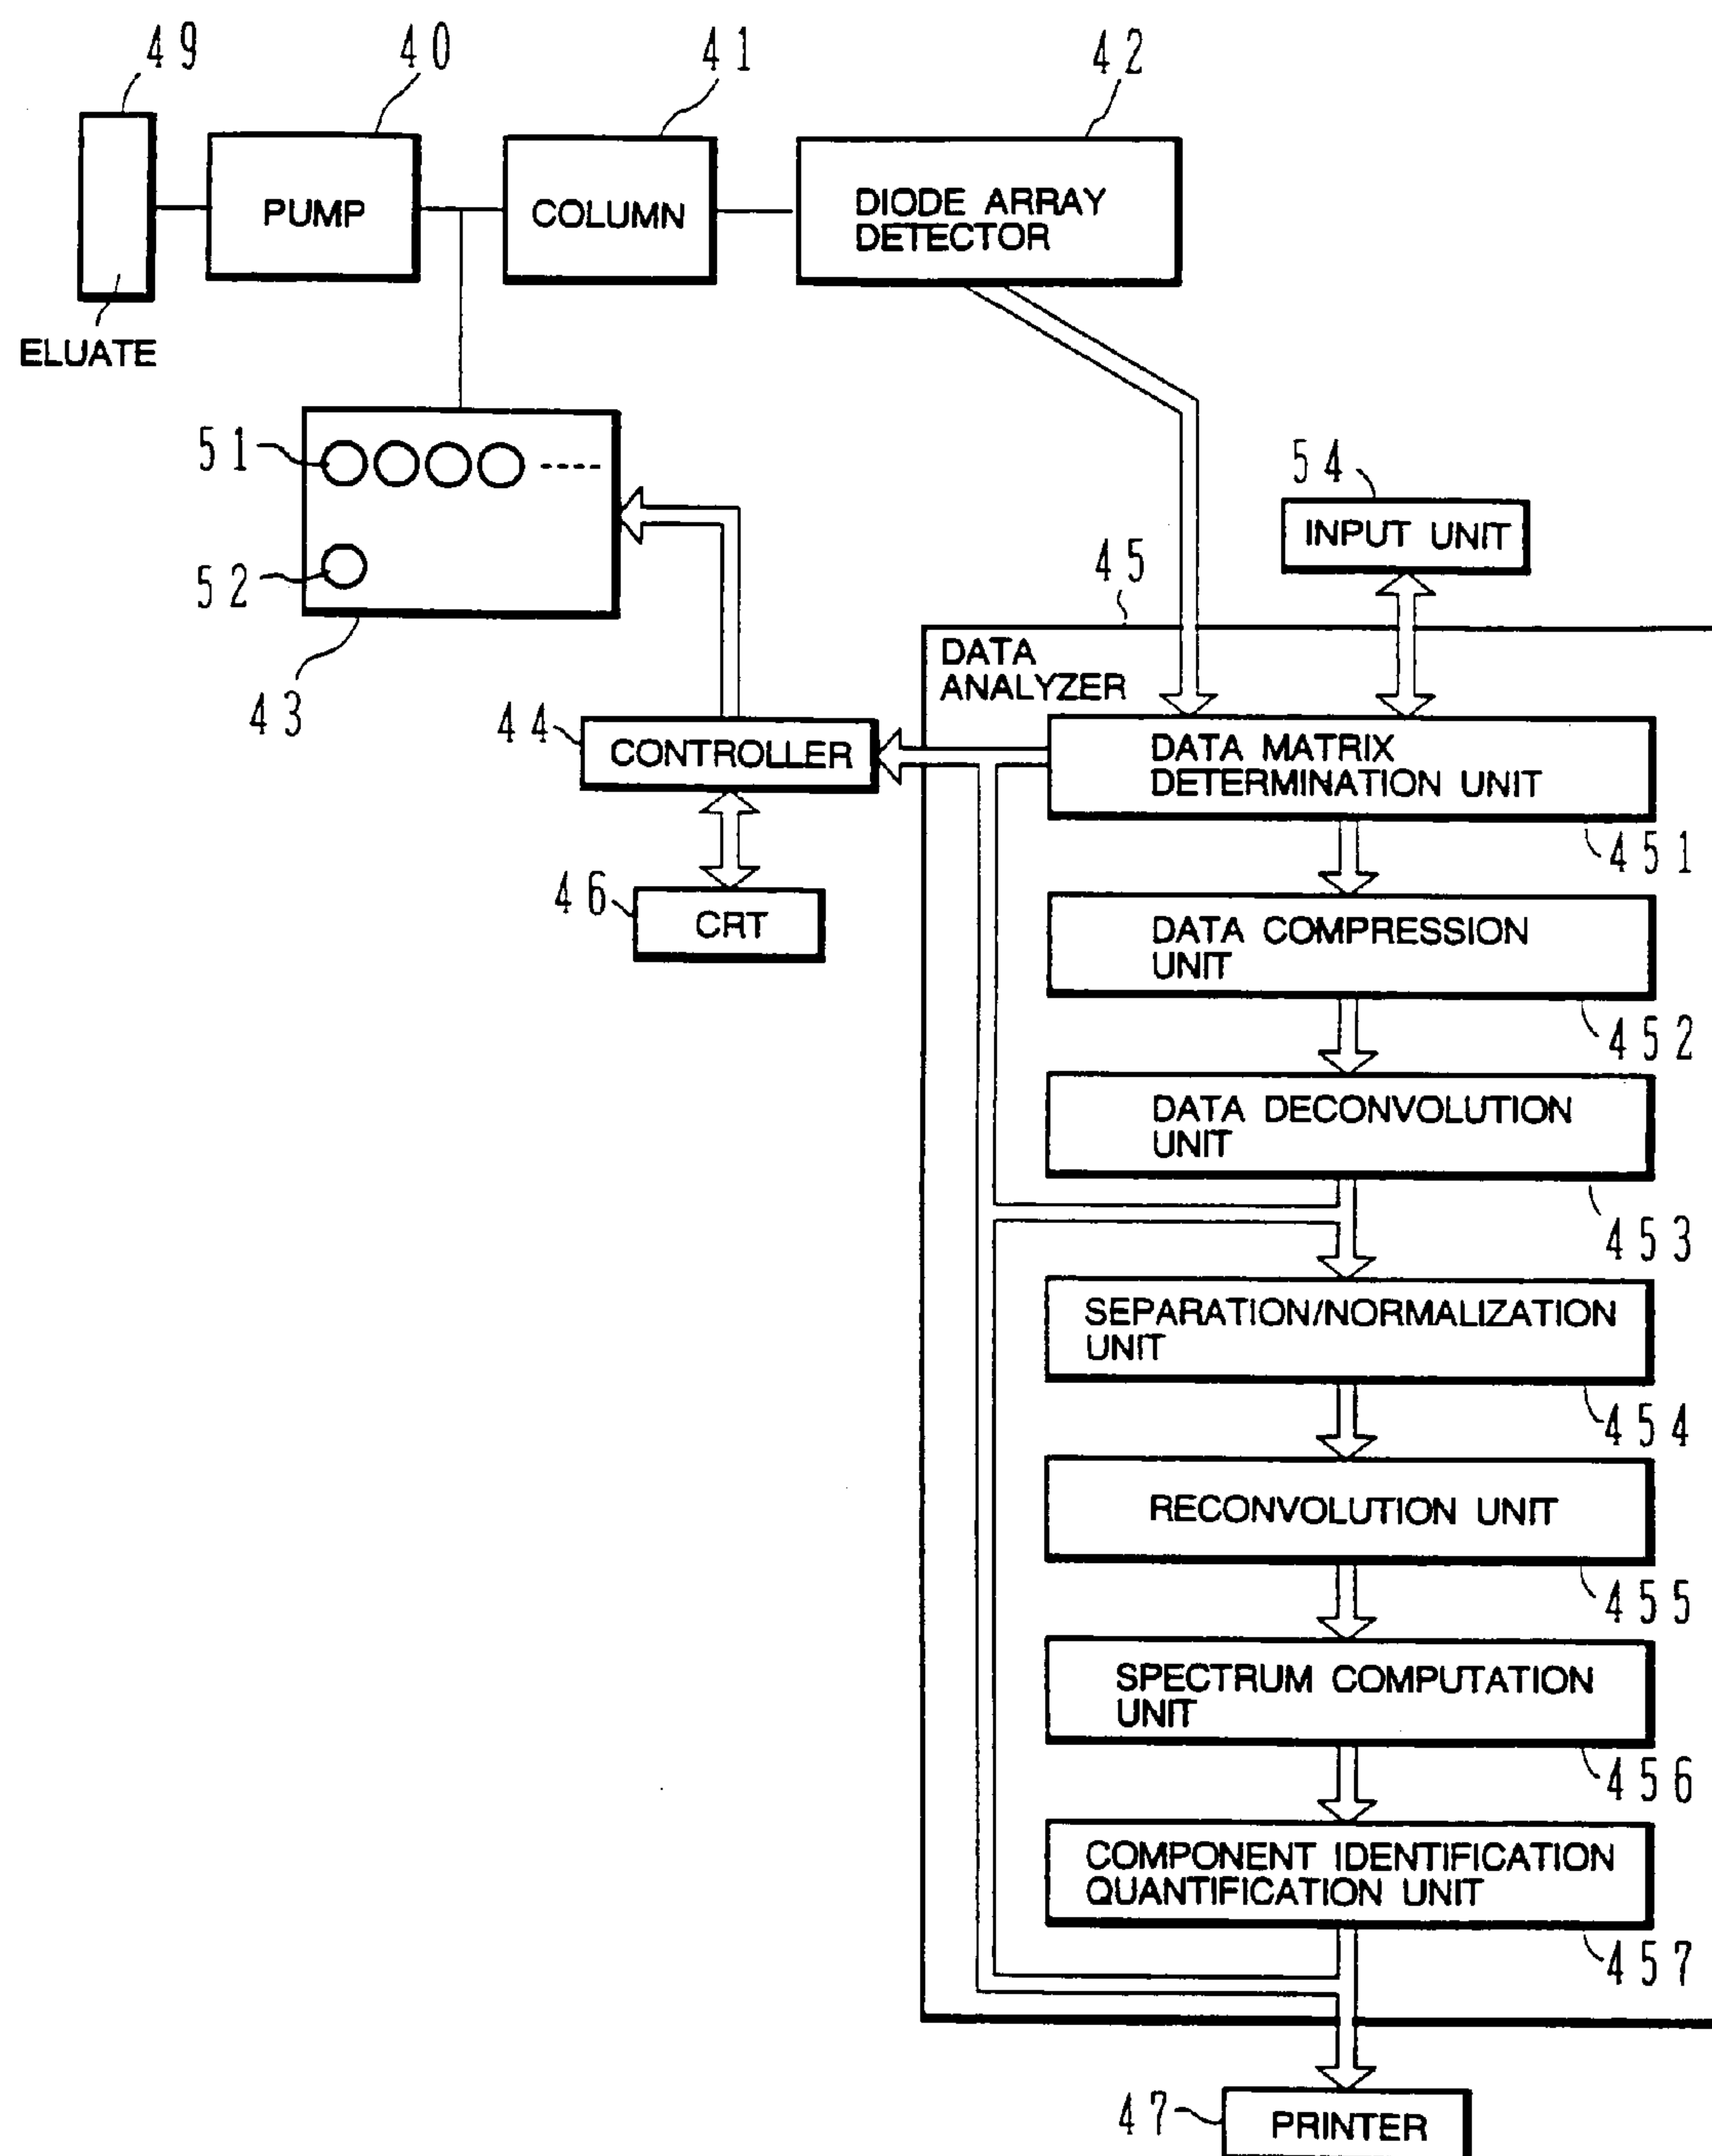 49
40
41
42
PUMP
COLUMN
DIODE ARRAY
DETECTOR
ELUATE
51
52
43
54
INPUT UNIT
45
DATA
ANALYZER
44
CONTROLLER
46
CRT
DATA MATRIX
DETERMINATION UNIT
451
DATA COMPRESSION
UNIT
452
DATA DECONVOLUTION
UNIT
453
SEPARATION/NORMALIZATION
UNIT
454
RECONVOLUTION UNIT
455
SPECTRUM COMPUTATION
UNIT
456
COMPONENT IDENTIFICATION
QUANTIFICATION UNIT
457
47
PRINTER